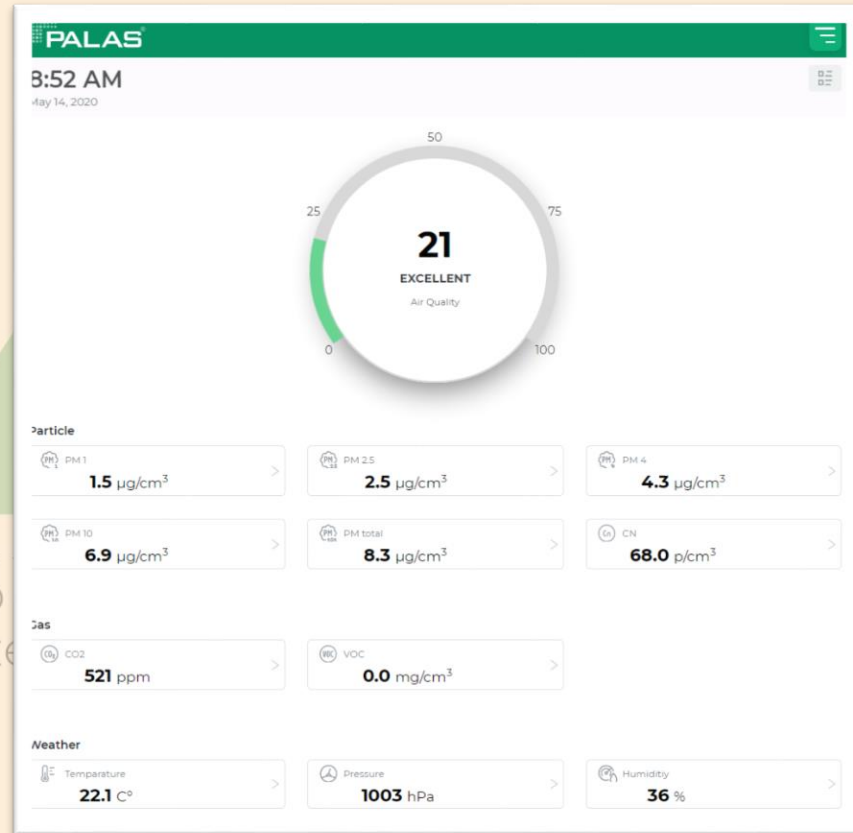 PALAS
8:52 AM
May 14, 2020
50
25
75
21
EXCELLENT
Air Quality
0
100
Particle
PM 1
1.5 µg/cm³
PM 2.5
2.5 µg/cm³
PM 4
4.3 µg/cm³
PM 10
6.9 µg/cm³
PM total
8.3 µg/cm³
CN
68.0 p/cm³
Gas
CO2
521 ppm
VOC
0.0 mg/cm³
Weather
Temparature
22.1 C°
Pressure
1003 hPa
Humiditiy
36 %